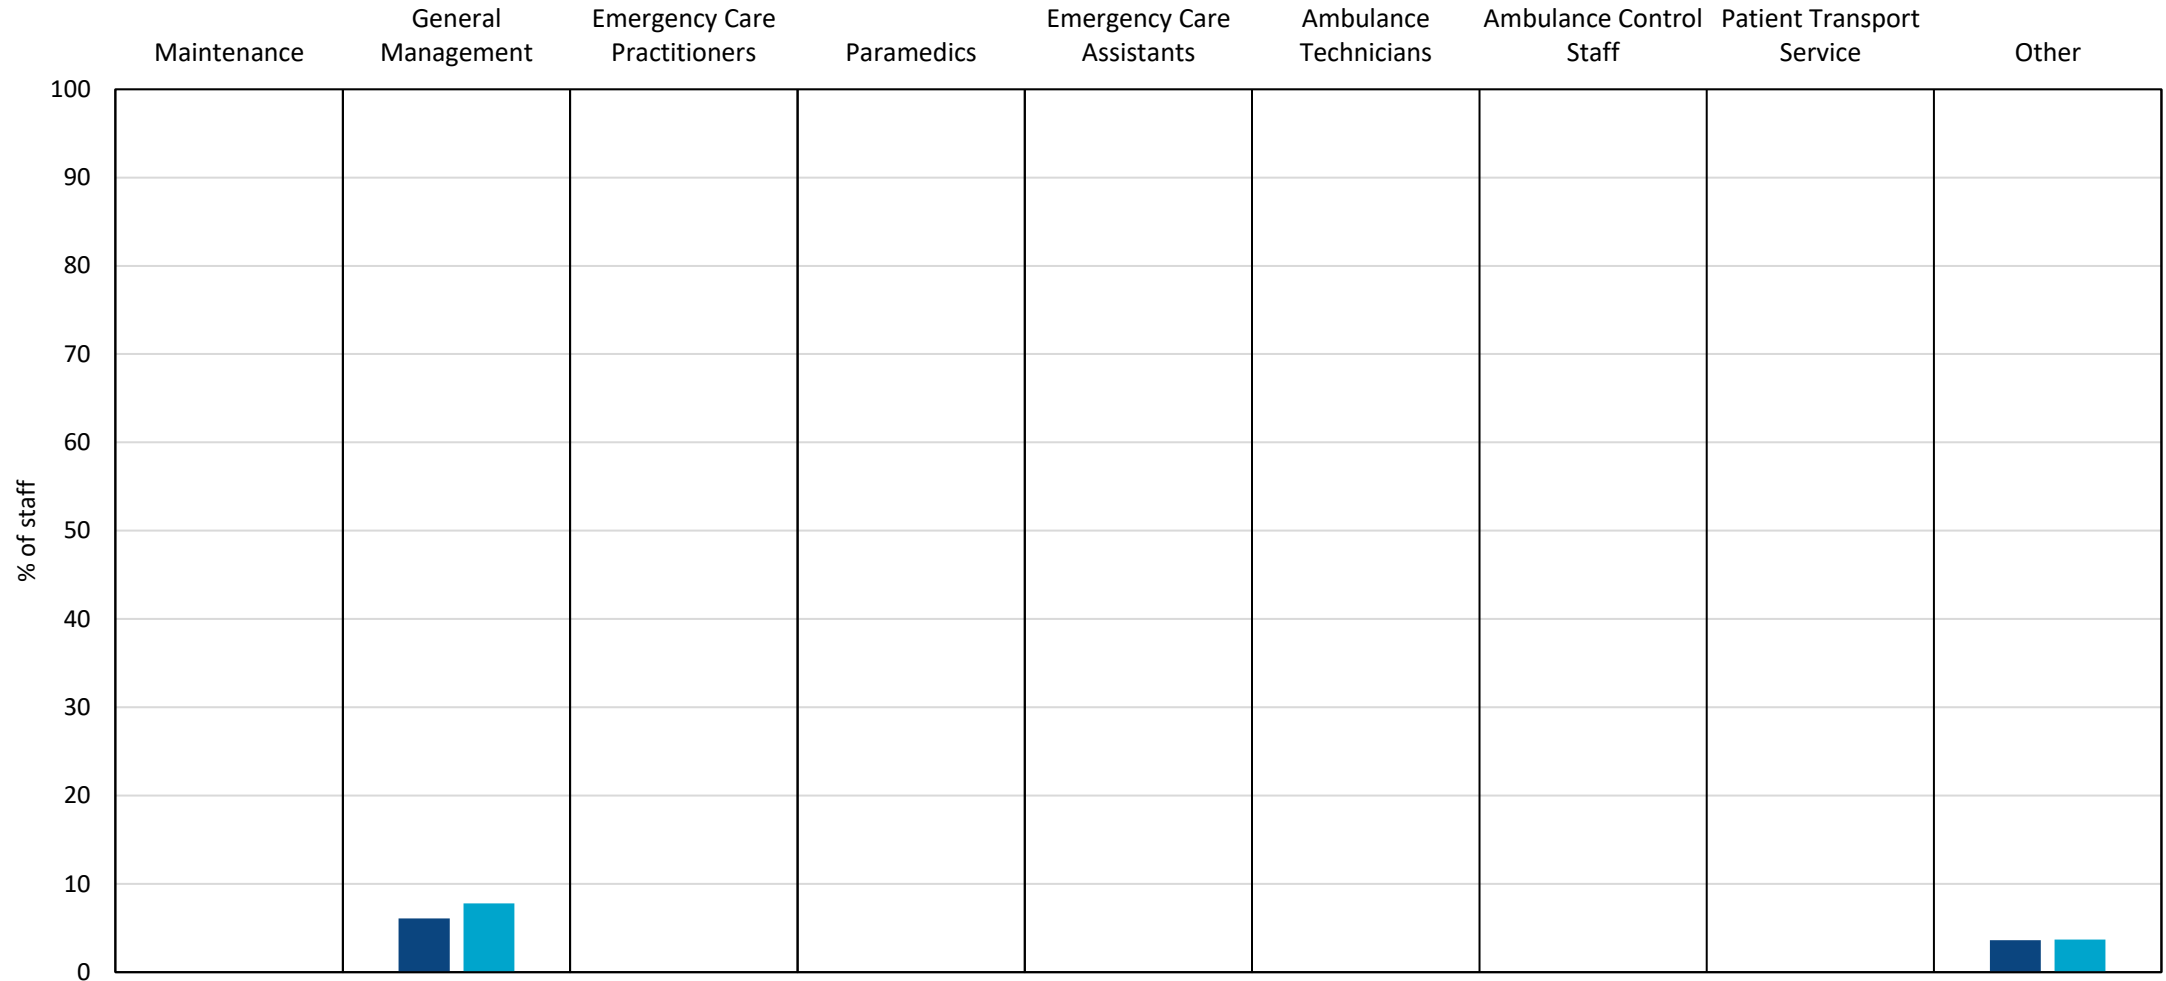 Maintenance
General
Management
Emergency Care
Practitioners
Paramedics
Emergency Care
Assistants
Ambulance
Technicians
Ambulance Control
Staff
Patient Transport
Service
Other
% of staff
100
90
80
70
60
50
40
30
20
10
0